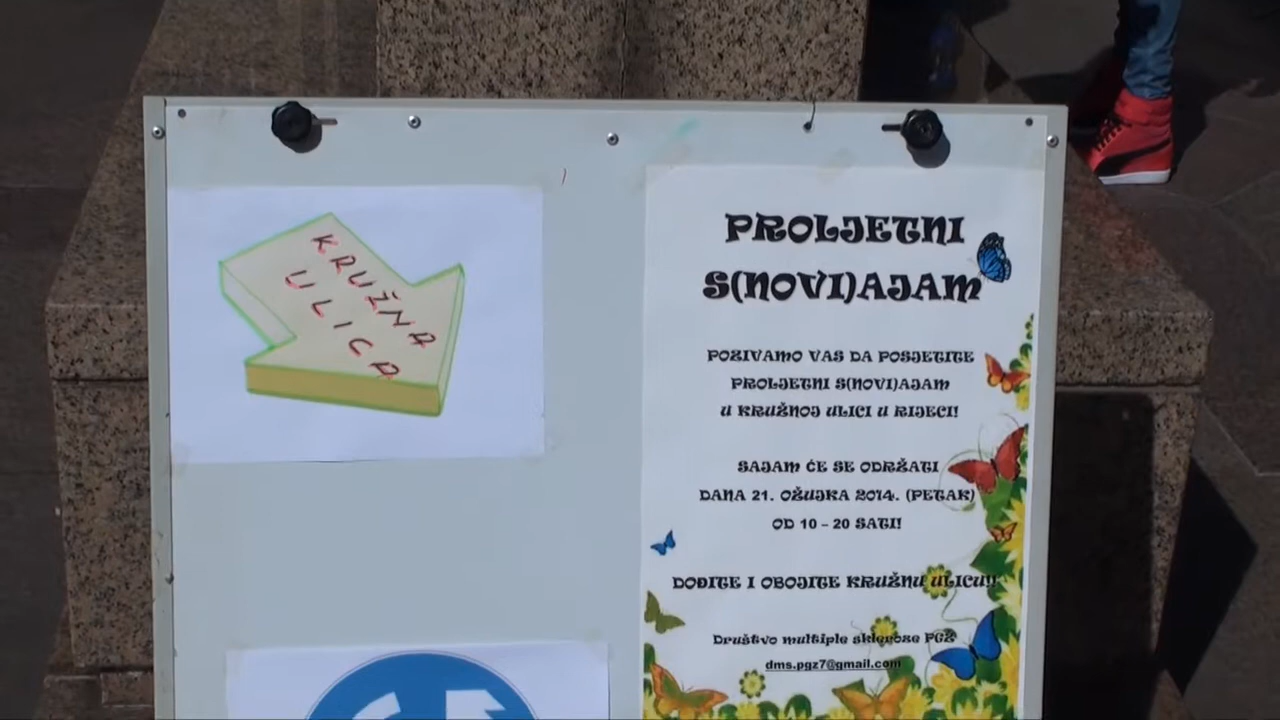 KRUŽNA
ULICA
PROLJETNI
S(NOVI)AJAM
POZIVAMO VAS DA POSJETITE
PROLJETNI S(NOVI)AJAM
U KRUŽNOJ ULICI U RIJECI!
SAJAM ĆE SE ODRŽATI
DANA 21. OŽUJKA 2014. (PETAK)
OD 10 – 20 SATI!
DOĐITE I OBOJITE KRUŽNU ULICU!!
Društvo multiple skleroze PGŽ
dms.pgz7@gmail.com